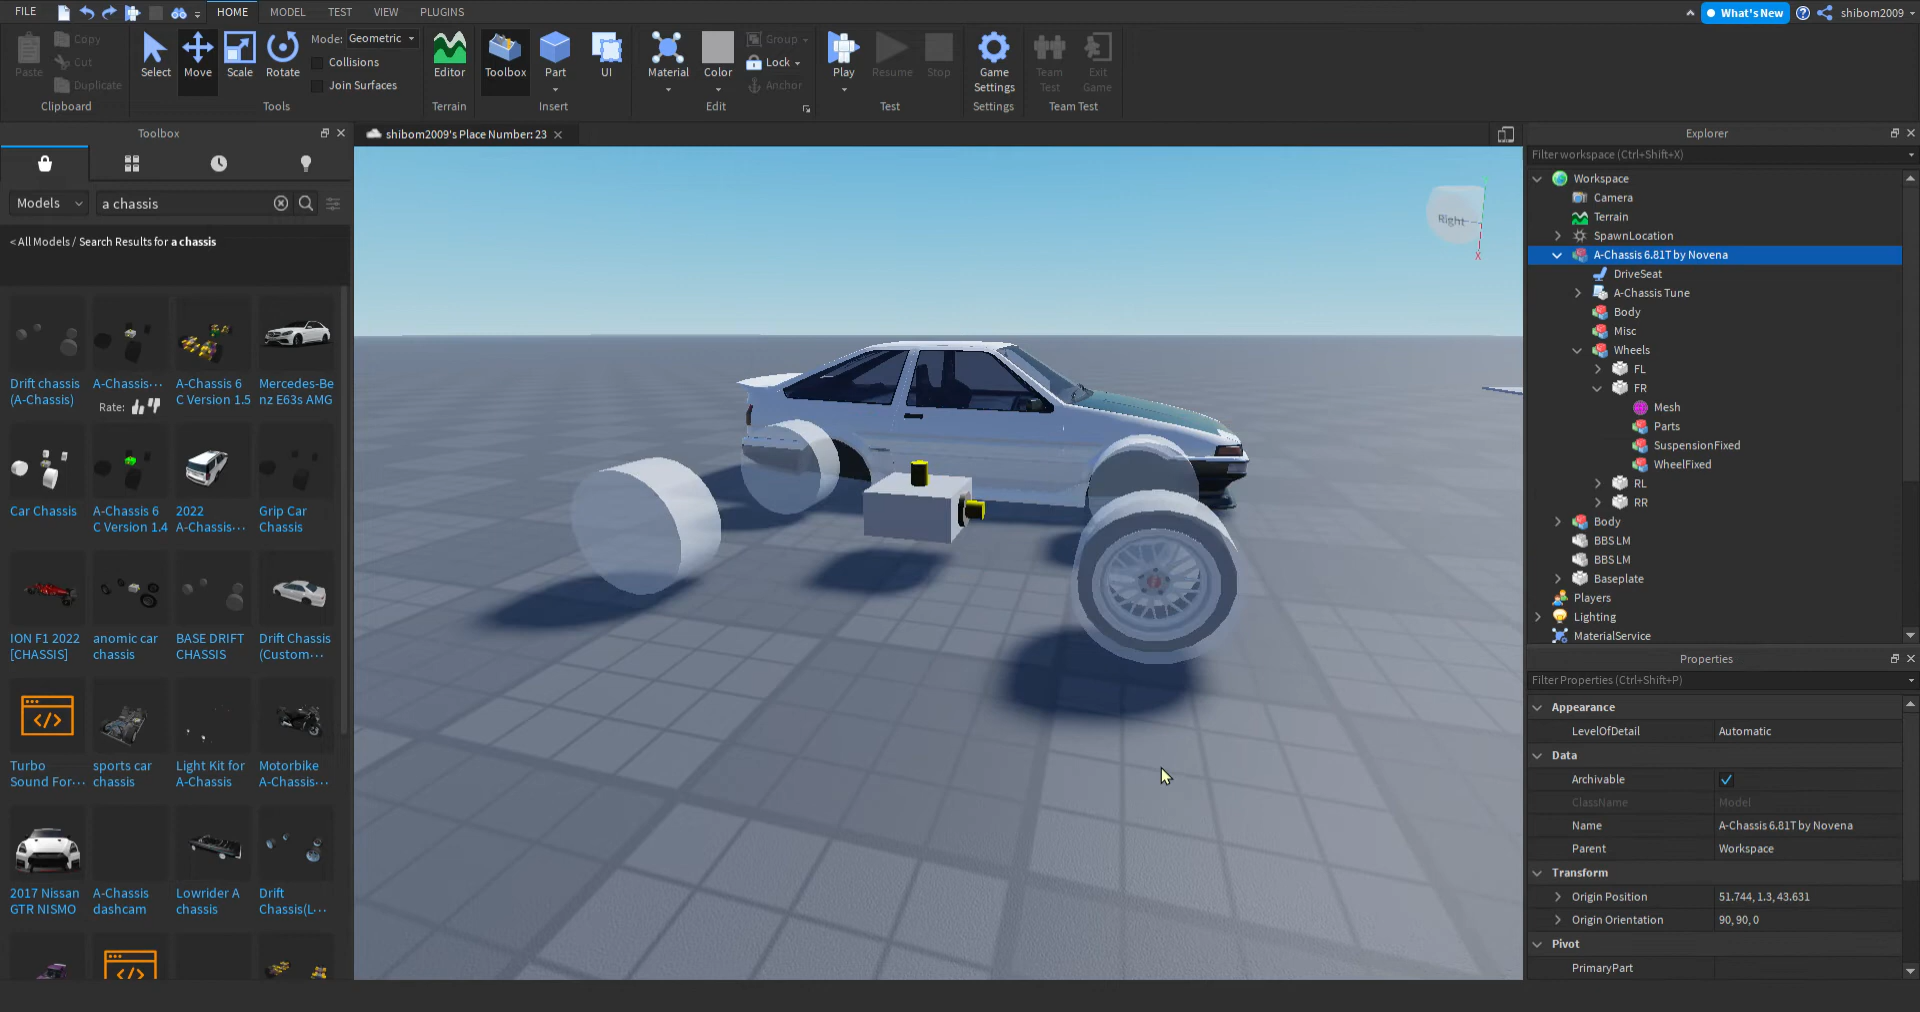 FILE
HOME
MODEL
TEST
VIEW
PLUGINS
What's New
shibom2009
Paste
Copy
Cut
Duplicate
Clipboard
Select
Move
Scale
Rotate
Mode: Geometric
Collisions
Join Surfaces
Tools
Editor
Terrain
Toolbox
Part
UI
Insert
Material
Color
Group
Lock
Anchor
Edit
Play
Resume
Stop
Test
Game
Settings
Settings
Team
Test
Exit
Game
Team Test
Toolbox
Models
a chassis
< All Models / Search Results for a chassis
Drift chassis
(A-Chassis)
A-Chassis···
Rate:
A-Chassis 6
C Version 1.5
Mercedes-Be
nz E63s AMG
Car Chassis
A-Chassis 6
C Version 1.4
2022
A-Chassis···
Grip Car
Chassis
ION F1 2022
[CHASSIS]
anomic car
chassis
BASE DRIFT
CHASSIS
Drift Chassis
(Custom···
Turbo
Sound For···
sports car
chassis
Light Kit for
A-Chassis
Motorbike
A-Chassis···
2017 Nissan
GTR NISMO
A-Chassis
dashcam
Lowrider A
chassis
Drift
Chassis(L···
shibom2009's Place Number: 23
Right
X
Explorer
Filter workspace (Ctrl+Shift+X)
Workspace
Camera
Terrain
SpawnLocation
A-Chassis 6.81T by Novena
DriveSeat
A-Chassis Tune
Body
Misc
Wheels
FL
FR
Mesh
Parts
SuspensionFixed
WheelFixed
RL
RR
Body
BBS LM
BBS LM
Baseplate
Players
Lighting
MaterialService
Properties
Filter Properties (Ctrl+Shift+P)
Appearance
LevelOfDetail Automatic
Data
Archivable
ClassName Model
Name A-Chassis 6.81T by Novena
Parent Workspace
Transform
Origin Position 51.744, 1.3, 43.631
Origin Orientation 90, 90, 0
Pivot
PrimaryPart